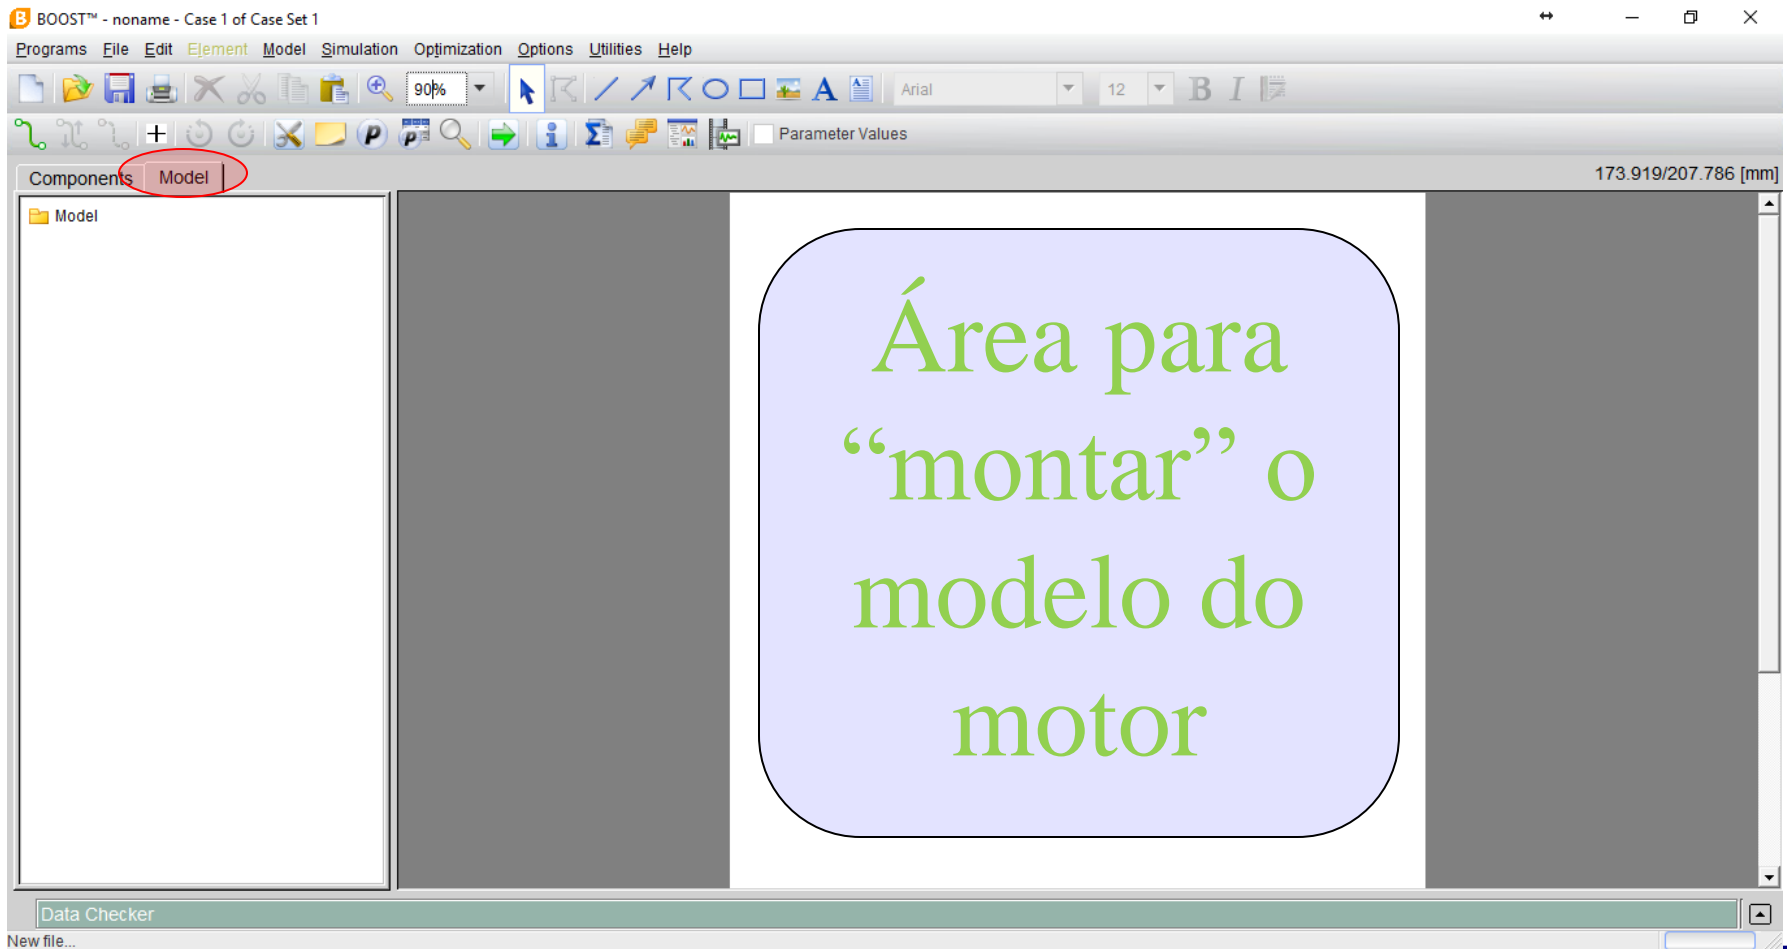 BOOST™ - noname - Case 1 of Case Set 1
Programs File Edit Element Model Simulation Optimization Options Utilities Help
90% A Arial 12 B I
P P i Σ Parameter Values
Components Model 173.919/207.786 [mm]
Model
Área para
“montar” o
modelo do
motor
Data Checker
New file...